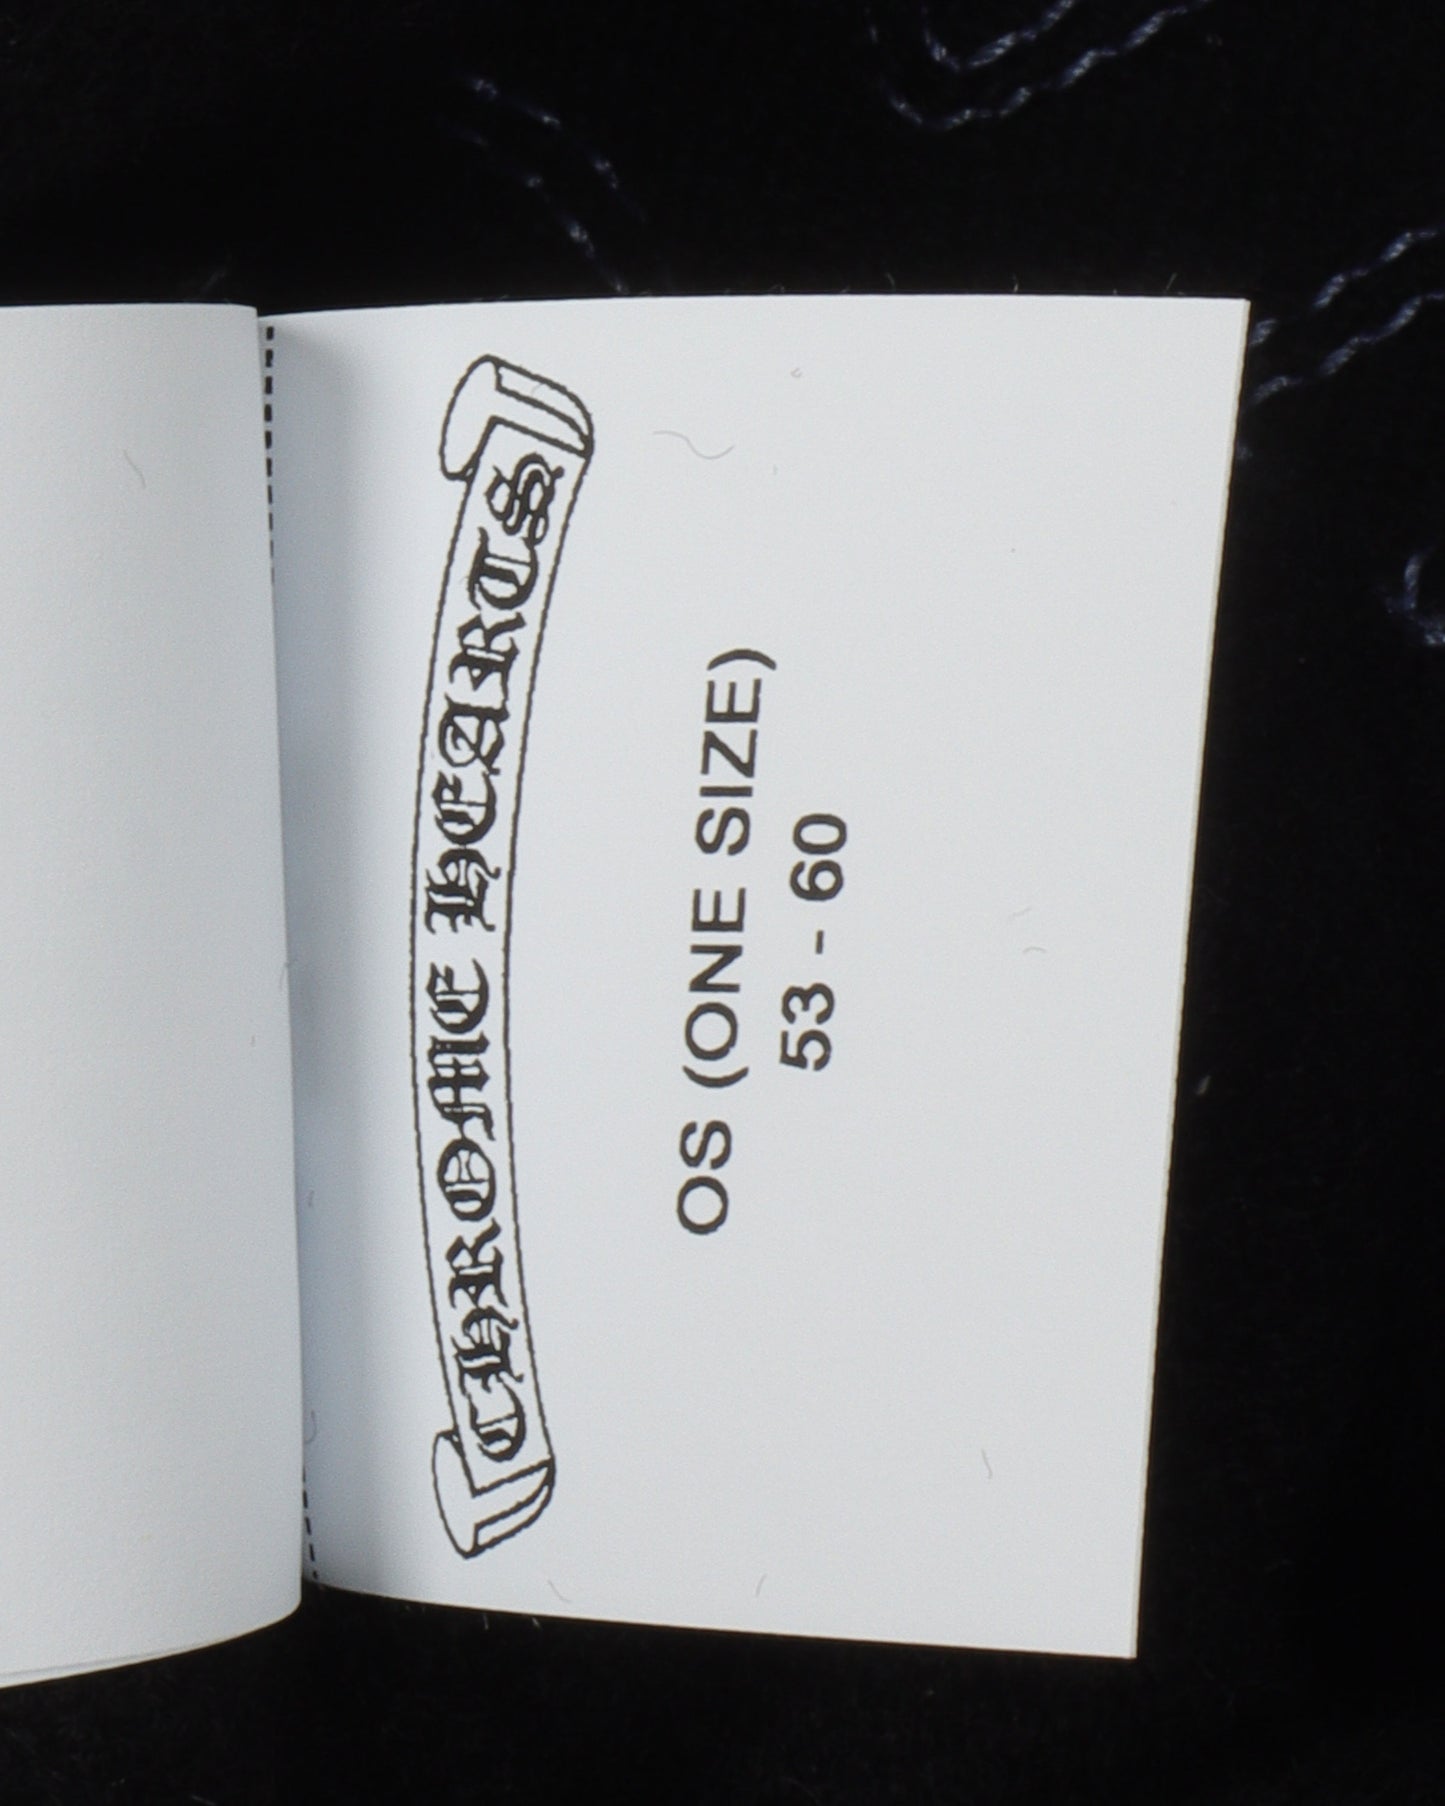 CHROME HEARTS
OS (ONE SIZE)
53 - 60